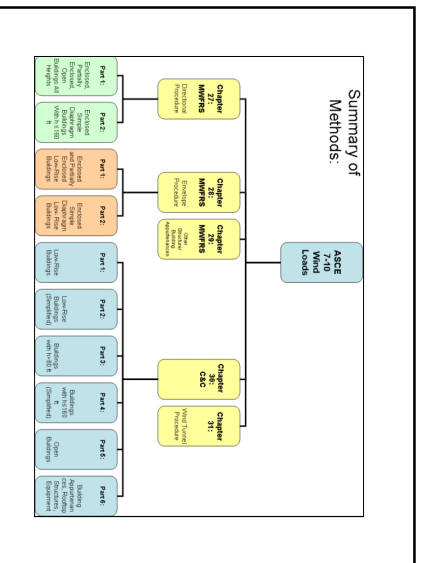 Summary of
Methods:
ASCE
7-10
Wind
Loads
Chapter
27:
MWFRS
Directional
Procedure
Chapter
28:
MWFRS
Envelope
Procedure
Chapter
29:
MWFRS
Other
Structural
Building
Appurtenances
Chapter
30:
C&C
Chapter
31:
Wind Tunnel
Procedure
Part 1:
Enclosed,
Partially
Enclosed,
Open
Buildings All
Heights
Part 2:
Enclosed
Simple
Diaphragm
Buildings
With h ≤ 160
ft
Part 1:
Enclosed
and Partially
Enclosed
Low-Rise
Buildings
Part 2:
Enclosed
Simple
Diaphragm
Low-Rise
Buildings
Part 1:
Low-Rise
Buildings
Part 2:
Low-Rise
Buildings
(Simplified)
Part 3:
Buildings
with h>60 ft
Part 4:
Buildings
with h≤160
ft
(Simplified)
Part 5:
Open
Buildings
Part 6:
Building
Appurtenan
ces, Rooftop
Structures,
Equipment